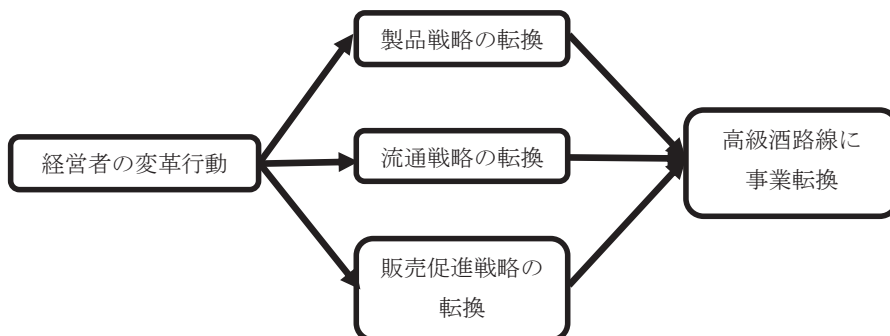 製品戦略の転換
経営者の変革行動
流通戦略の転換
高級酒路線に
事業転換
販売促進戦略の
転換